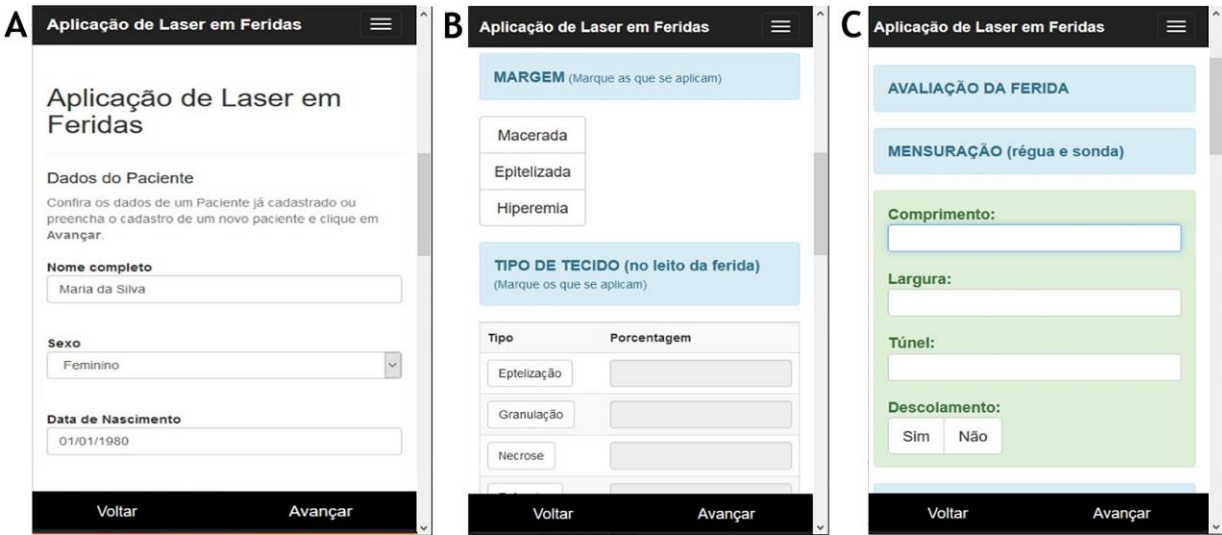 A
Aplicação de Laser em Feridas
Aplicação de Laser em
Feridas
Dados do Paciente
Confira os dados de um Paciente já cadastrado ou
preencha o cadastro de um novo paciente e clique em
Avançar.
Nome completo
Maria da Silva
Sexo
Feminino
Data de Nascimento
01/01/1980
Voltar Avançar
B
Aplicação de Laser em Feridas
MARGEM (Marque as que se aplicam)
Macerada
Epitelizada
Hiperemia
TIPO DE TECIDO (no leito da ferida)
(Marque os que se aplicam)
Tipo Porcentagem
Eptelização
Granulação
Necrose
Voltar Avançar
C
Aplicação de Laser em Feridas
AVALIAÇÃO DA FERIDA
MENSURAÇÃO (régua e sonda)
Comprimento:
Largura:
Túnel:
Descolamento:
Sim Não
Voltar Avançar